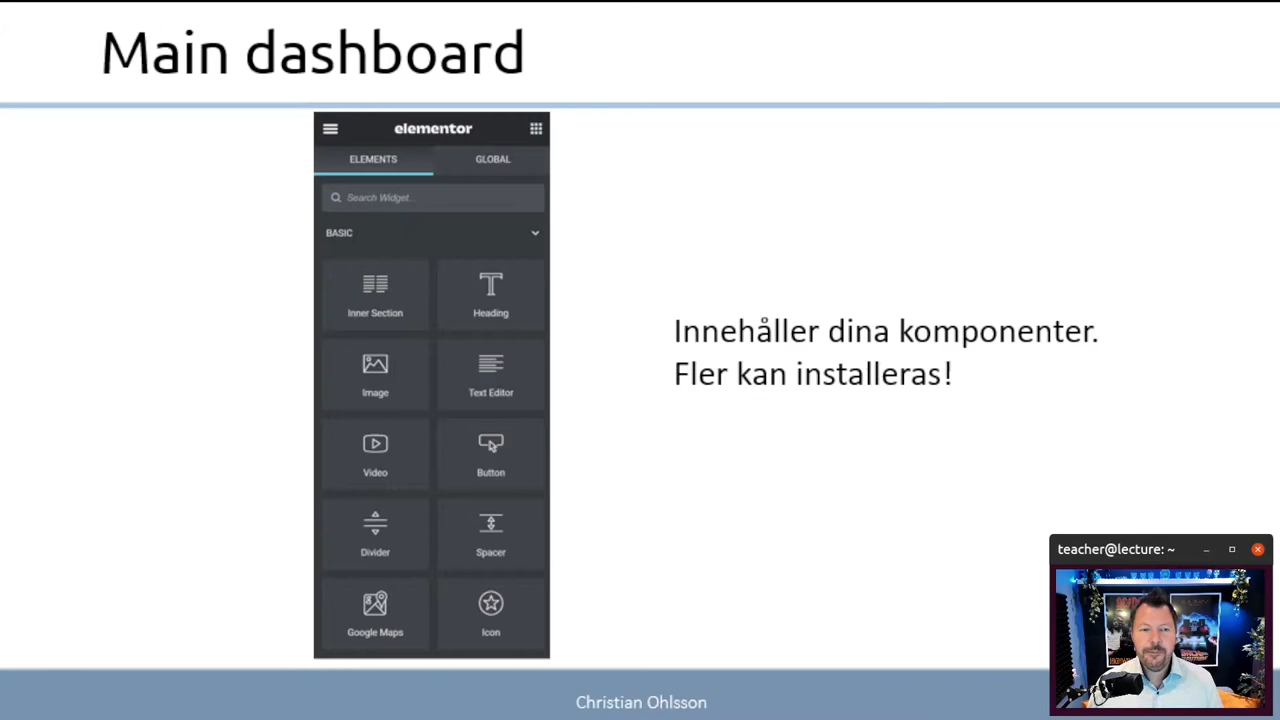 Main dashboard
elementor
ELEMENTS
GLOBAL
Search Widget...
BASIC
Inner Section
Heading
Image
Text Editor
Video
Button
Divider
Spacer
Google Maps
Icon
Innehåller dina komponenter.
Fler kan installeras!
teacher@lecture: ~
Christian Ohlsson